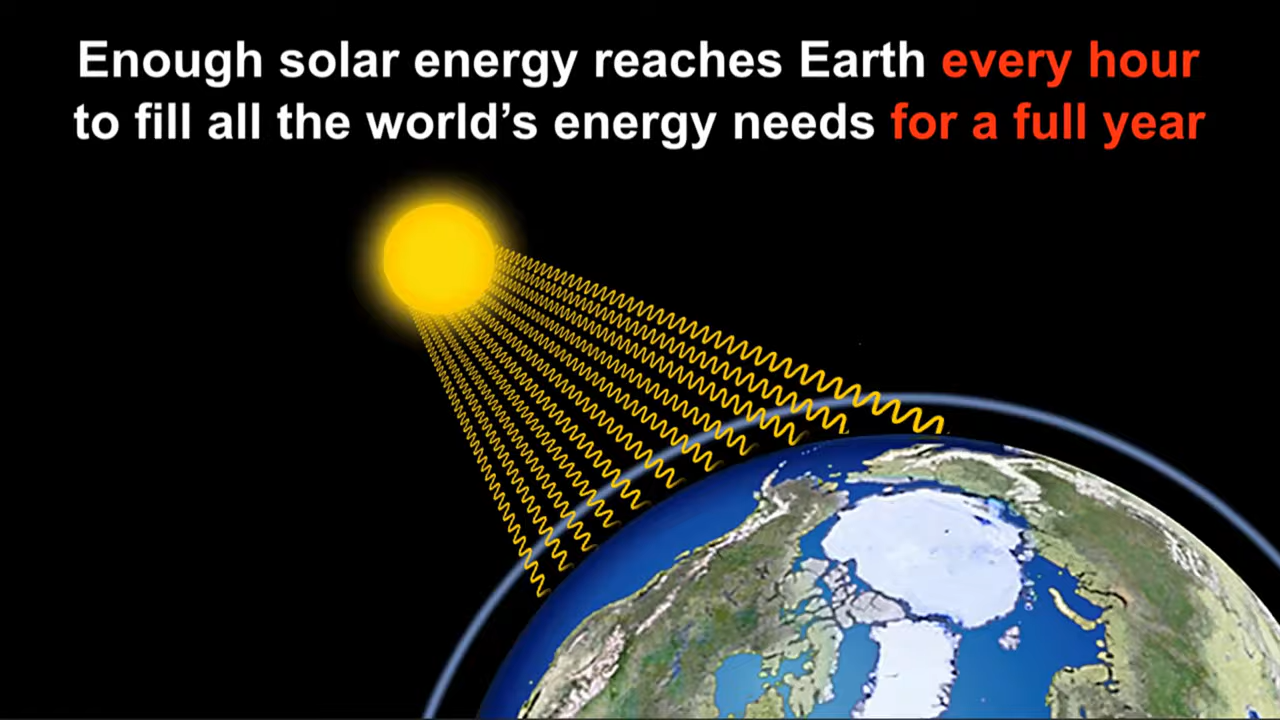 Enough solar energy reaches Earth every hour
to fill all the world’s energy needs for a full year